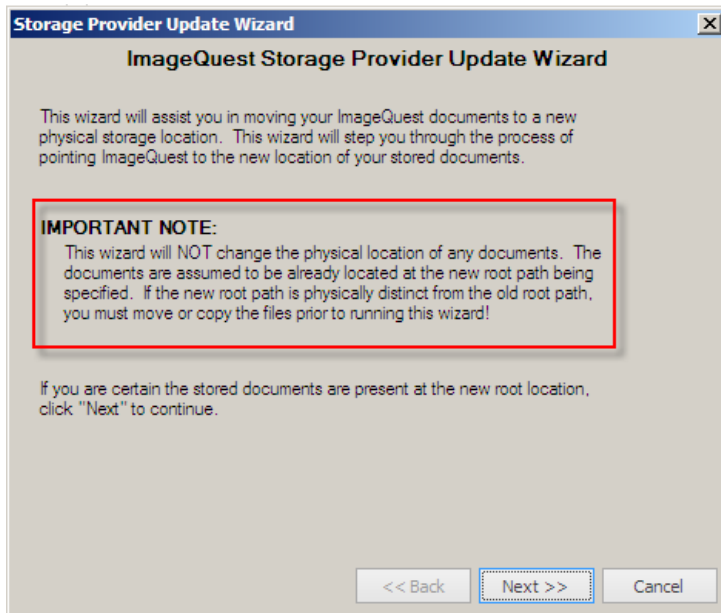 Storage Provider Update Wizard
ImageQuest Storage Provider Update Wizard
This wizard will assist you in moving your ImageQuest documents to a new
physical storage location.  This wizard will step you through the process of
pointing ImageQuest to the new location of your stored documents.
IMPORTANT NOTE:
This wizard will NOT change the physical location of any documents.  The
documents are assumed to be already located at the new root path being
specified.  If the new root path is physically distinct from the old root path,
you must move or copy the files prior to running this wizard!
If you are certain the stored documents are present at the new root location,
click "Next" to continue.
<< Back
Next >>
Cancel